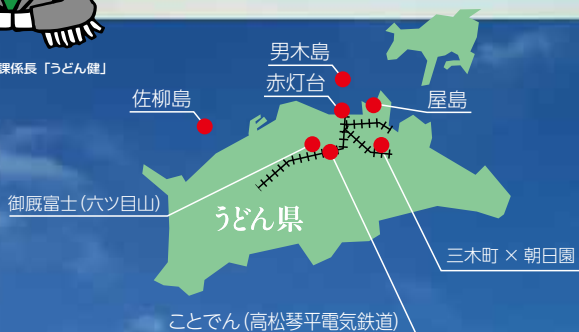 課係長「うどん健」
男木島
赤灯台
佐柳島
屋島
御厩富士(六ツ目山)
うどん県
三木町 × 朝日園
ことでん(高松琴平電気鉄道)